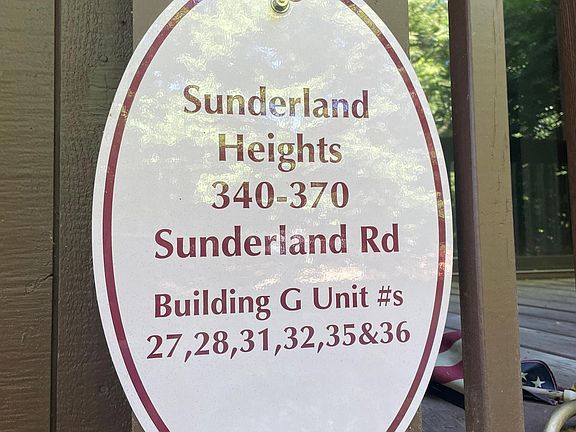 Sunderland
Heights
340-370
Sunderland Rd
Building G Unit #s
27,28,31,32,35&36